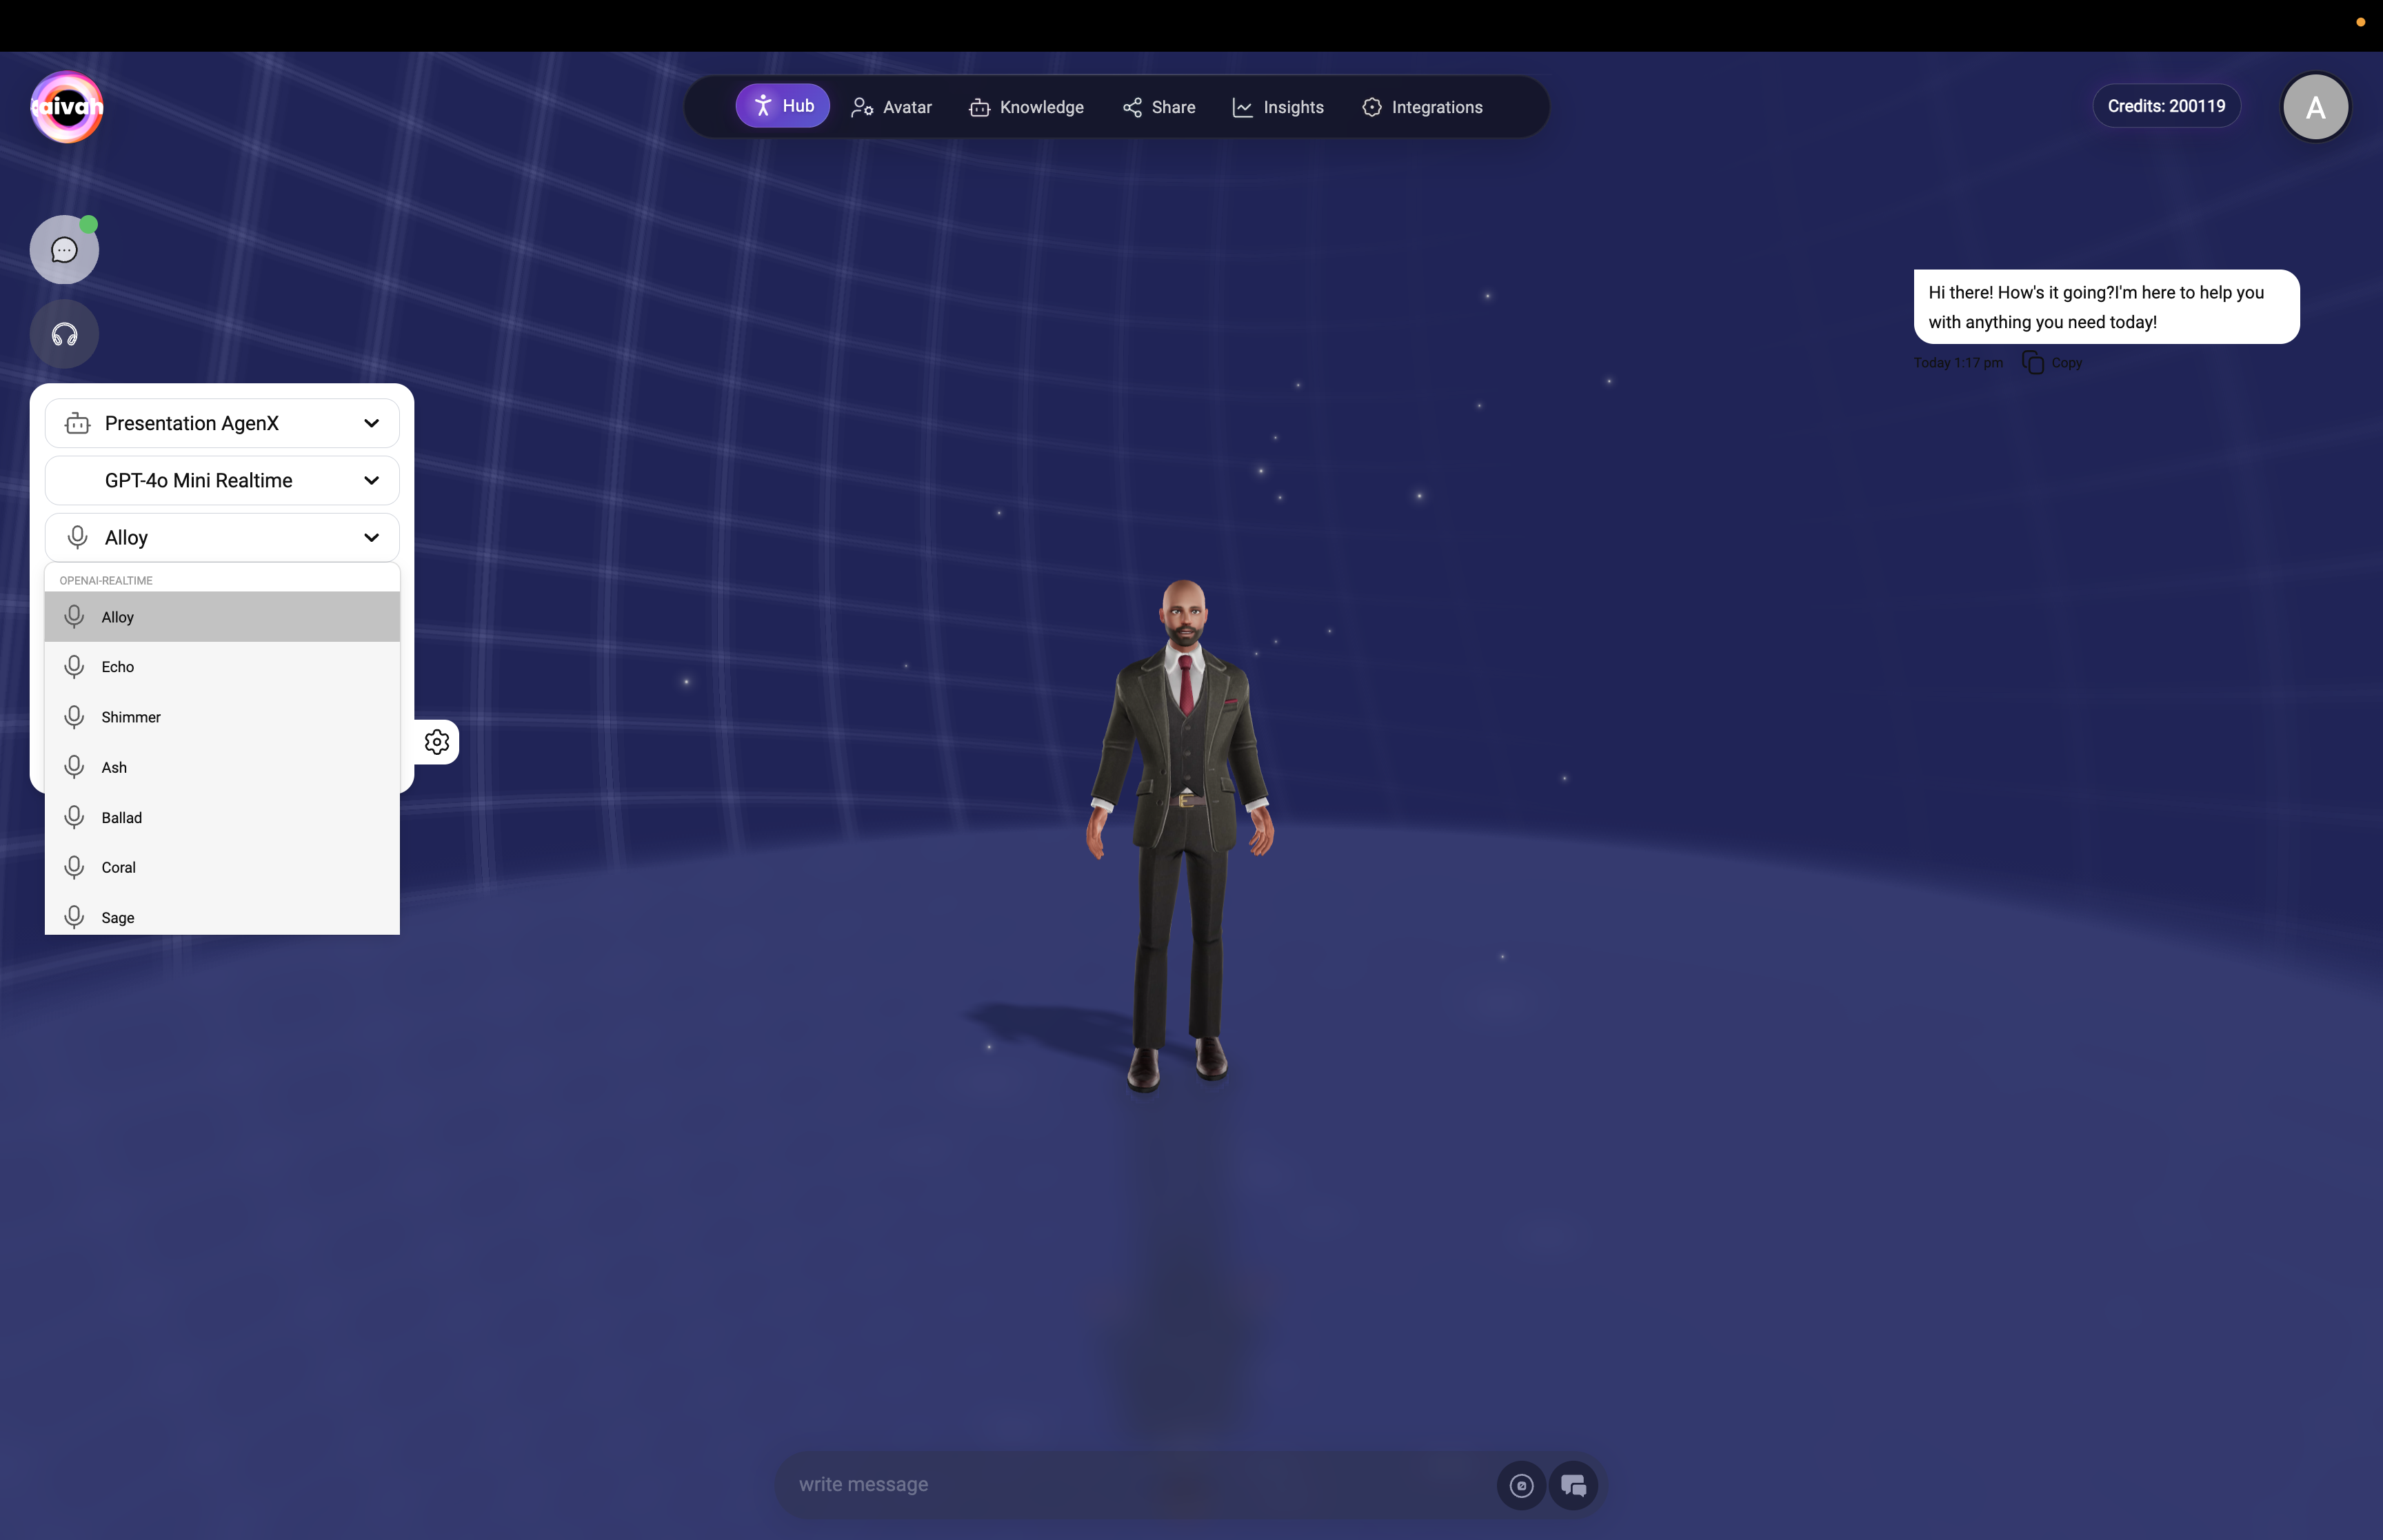 aivah
Hub
Avatar
Knowledge
Share
Insights
Integrations
Credits: 200119
A
Hi there! How's it going?I'm here to help you
with anything you need today!
Today 1:17 pm
Copy
Presentation AgenX
GPT-4o Mini Realtime
Alloy
OPENAI-REALTIME
Alloy
Echo
Shimmer
Ash
Ballad
Coral
Sage
write message